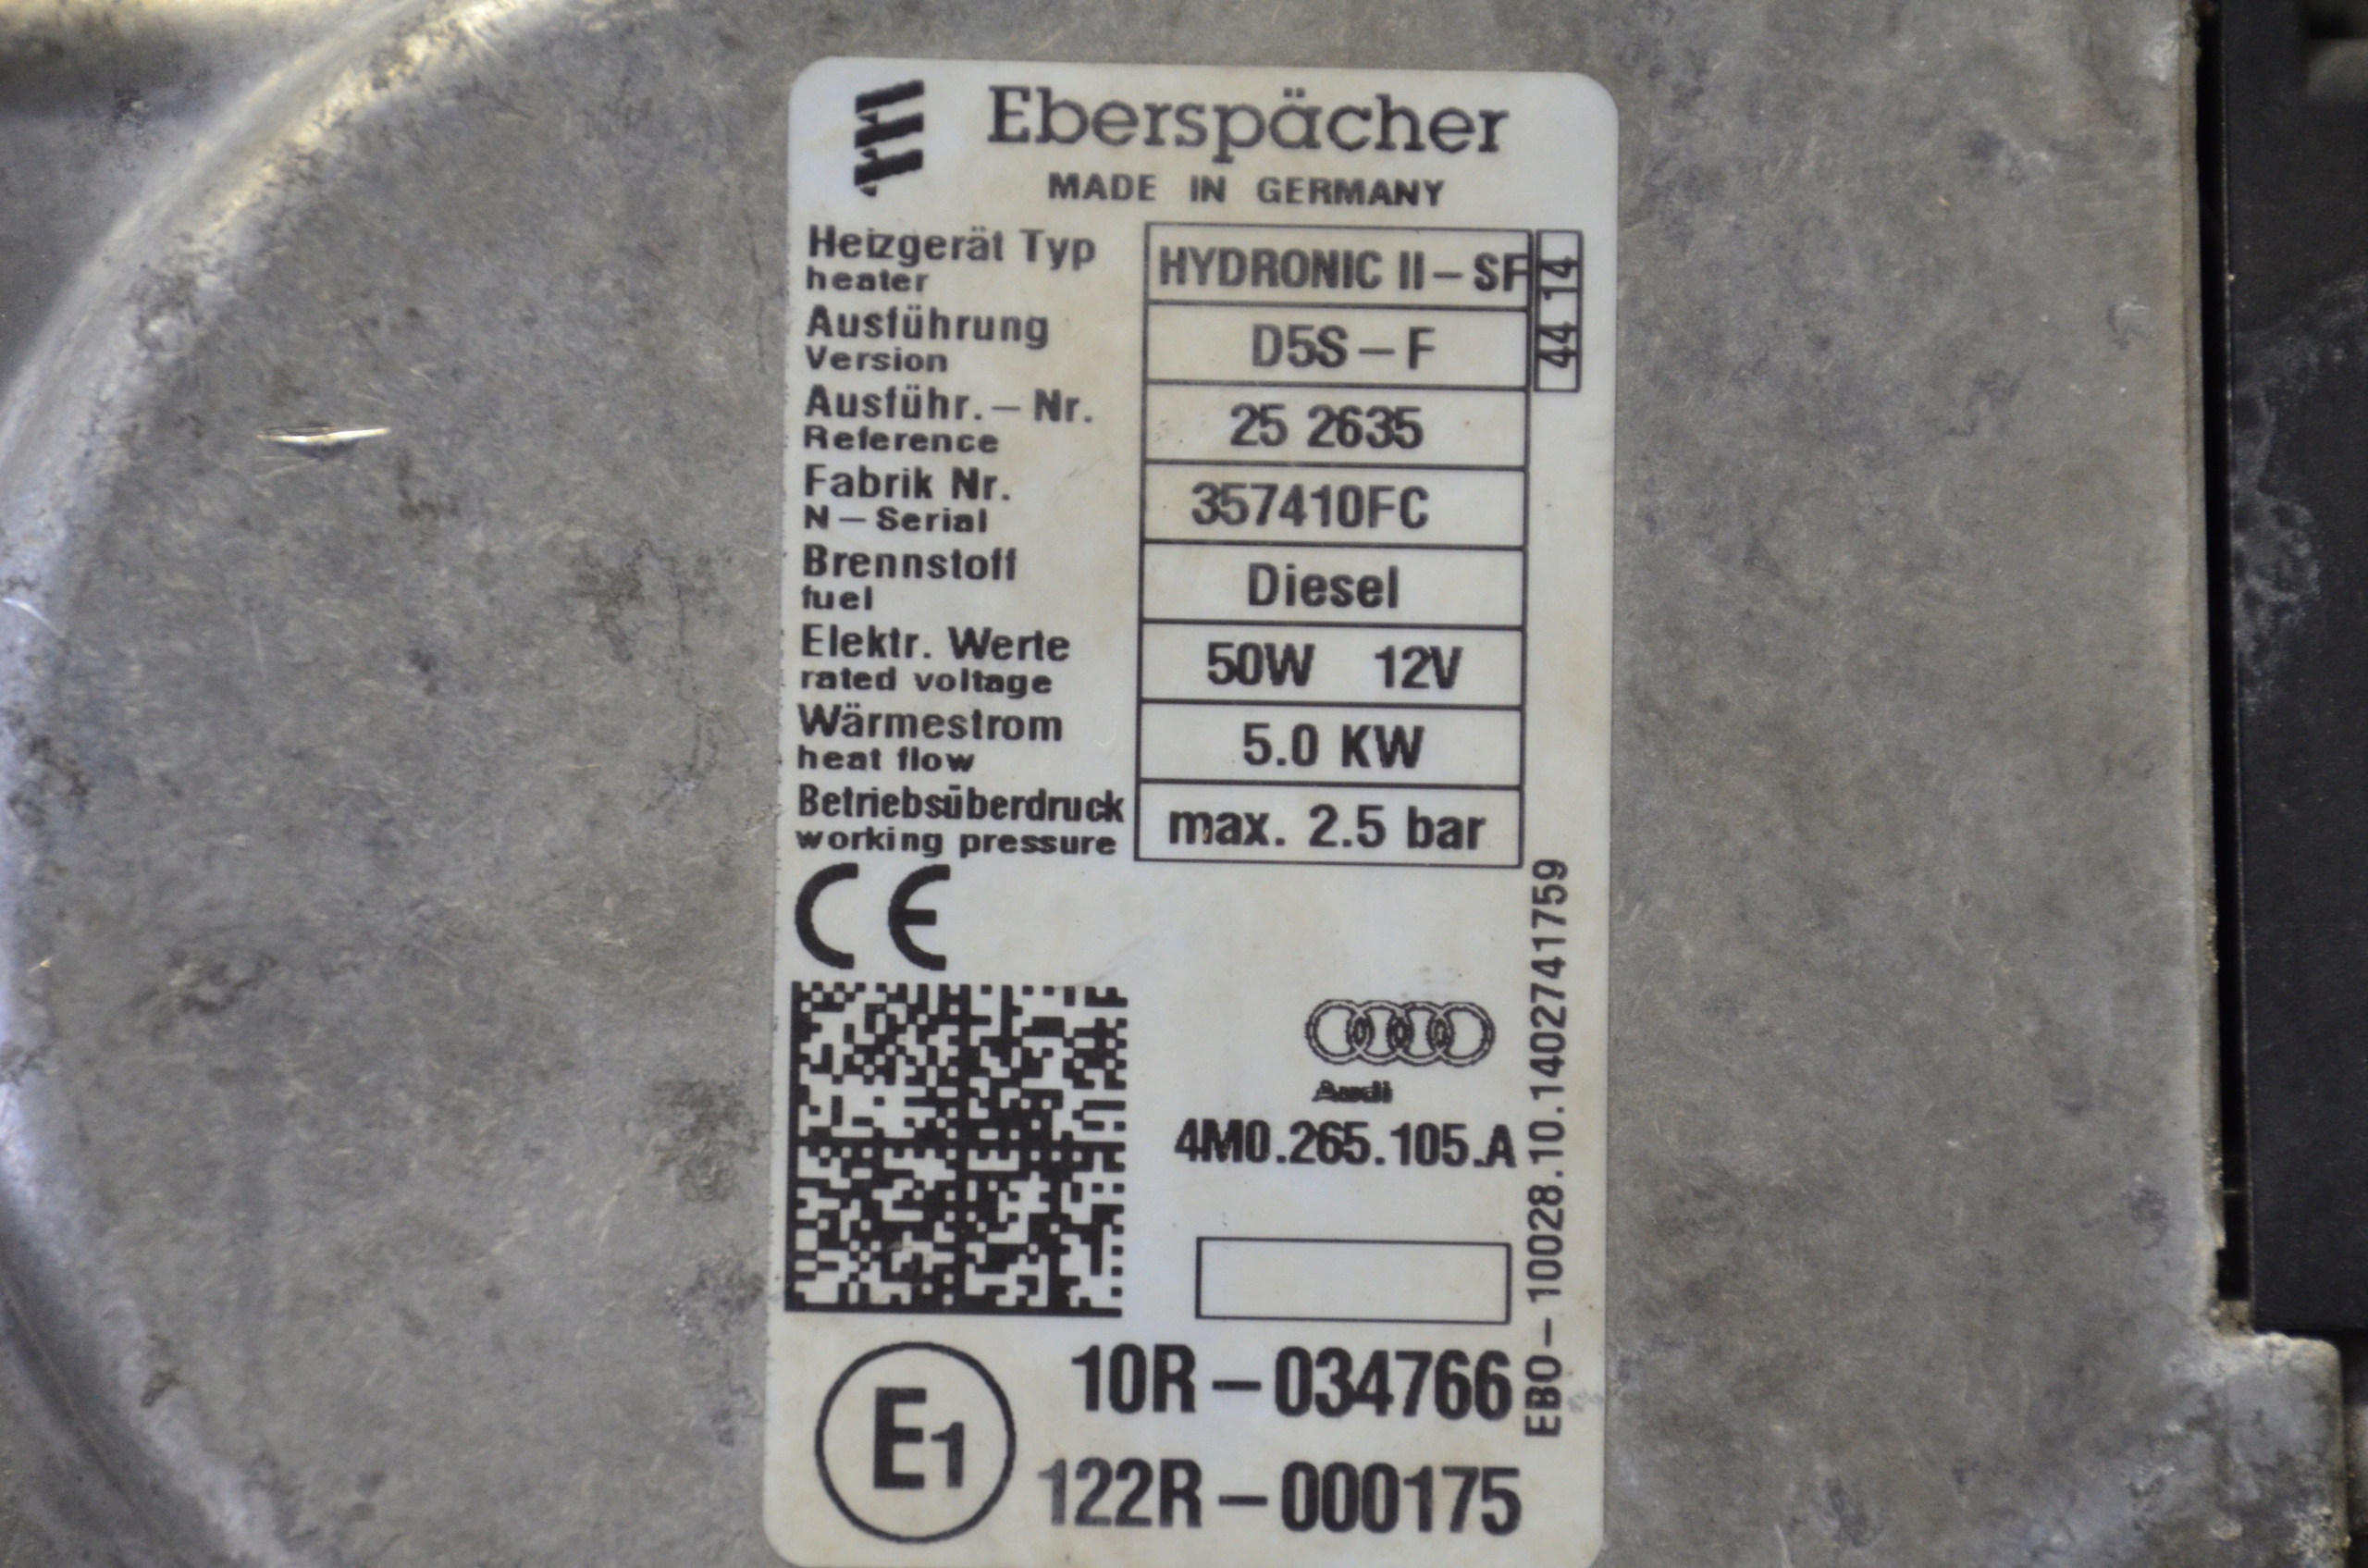 Eberspächer
MADE IN GERMANY
Heizgerät Typ HYDRONIC II – SF
heater
44 14
Ausführung D5S – F
Version
Ausführ. – Nr. 25 2635
Reference
Fabrik Nr. 357410FC
N – Serial
Brennstoff Diesel
fuel
Elektr. Werte 50W 12V
rated voltage
Wärmestrom 5.0 KW
heat flow
Betriebsüberdruck max. 2.5 bar
working pressure
CE
Audi
4M0.265.105.A
EBO – 10028.10.1402741759
E1
10R – 034766
122R – 000175